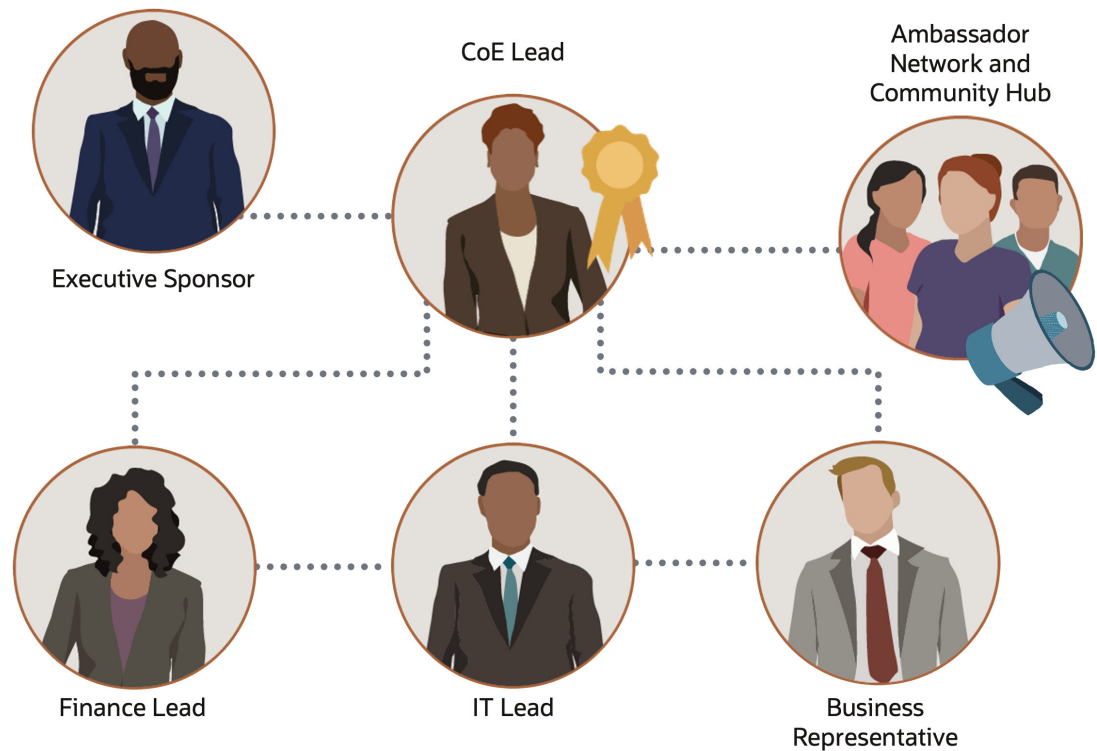 CoE Lead
Ambassador
Network and
Community Hub
Executive Sponsor
Finance Lead
IT Lead
Business
Representative